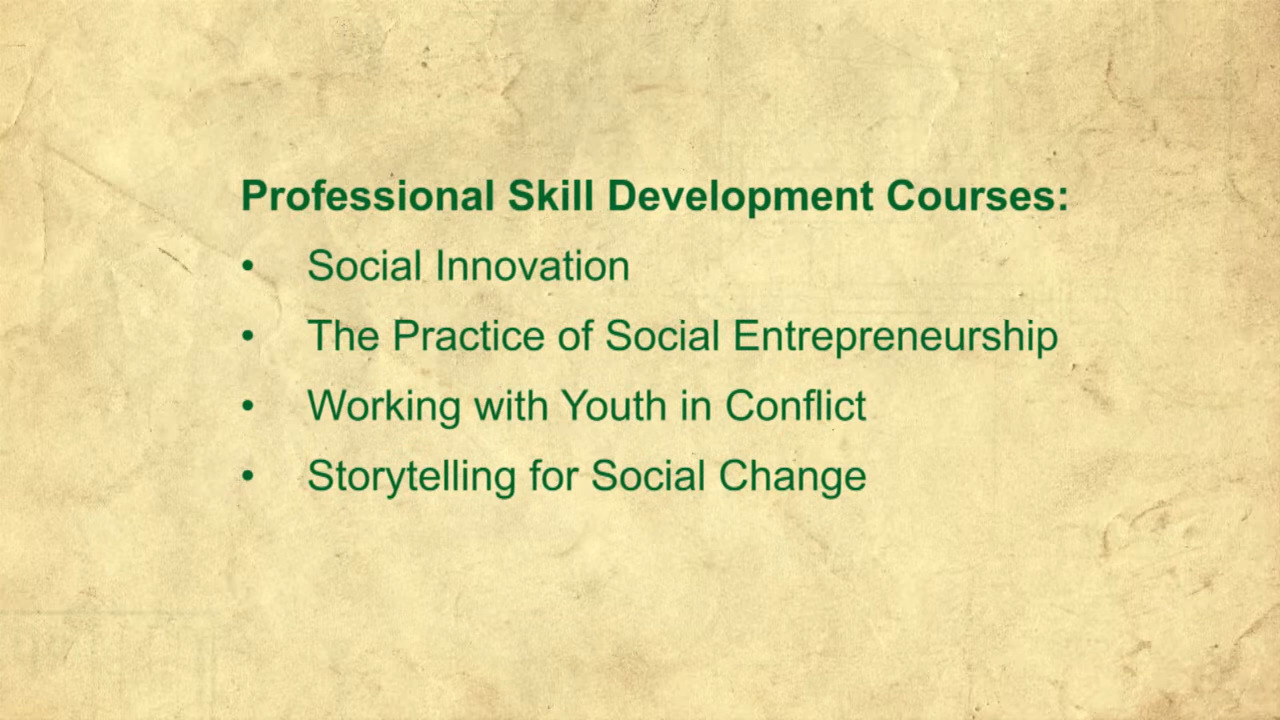 Professional Skill Development Courses:
• Social Innovation
• The Practice of Social Entrepreneurship
• Working with Youth in Conflict
• Storytelling for Social Change